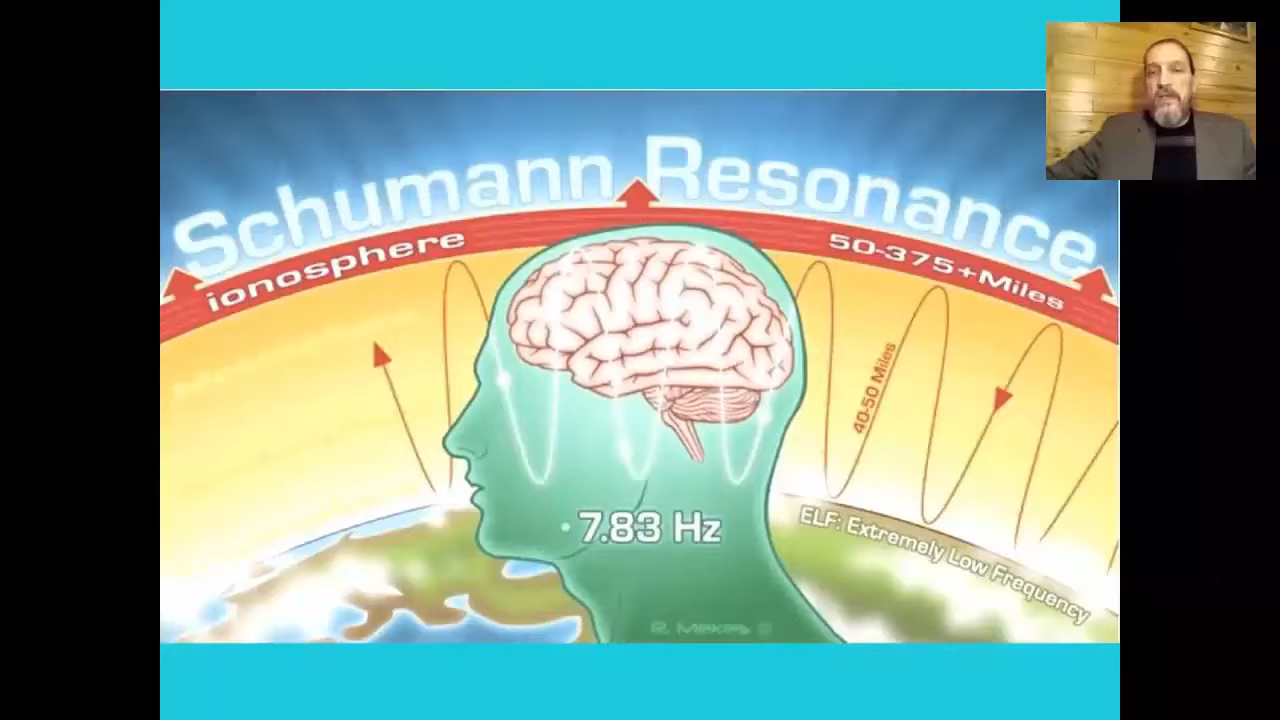 Schumann Resonance
ionosphere
50-375+Miles
40-50 Miles
7.83 Hz
ELF: Extremely Low Frequency